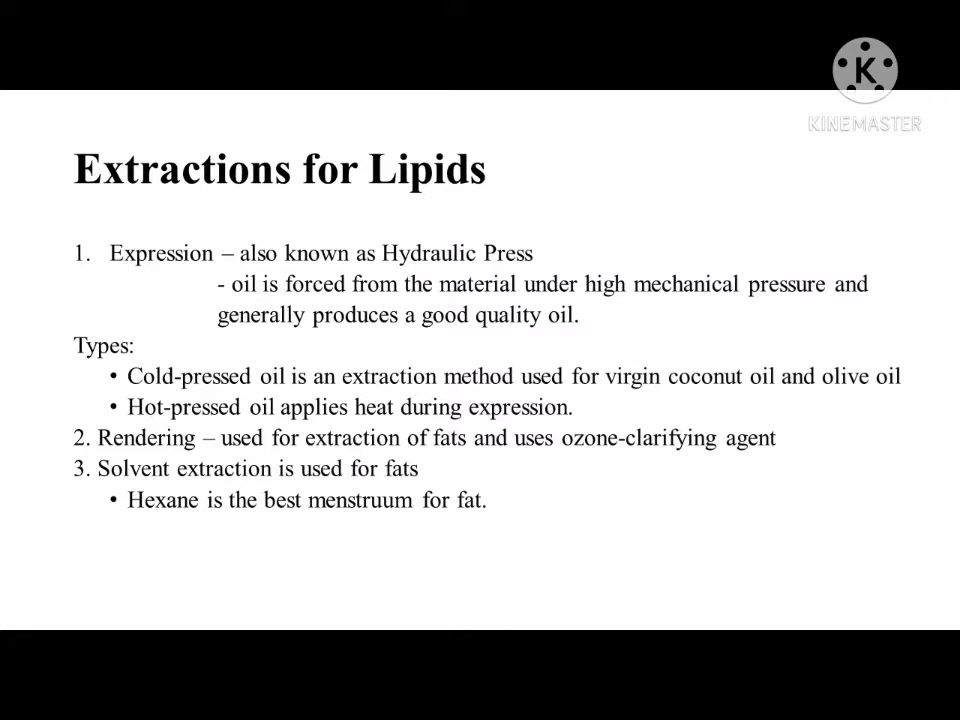 K
KINEMASTER
Extractions for Lipids
1. Expression – also known as Hydraulic Press
- oil is forced from the material under high mechanical pressure and
generally produces a good quality oil.
Types:
• Cold-pressed oil is an extraction method used for virgin coconut oil and olive oil
• Hot-pressed oil applies heat during expression.
2. Rendering – used for extraction of fats and uses ozone-clarifying agent
3. Solvent extraction is used for fats
• Hexane is the best menstruum for fat.